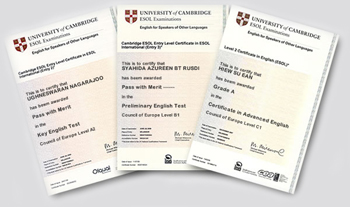 UNIVERSITY of CAMBRIDGE
ESOL Examinations
English for Speakers of Other Languages
Cambridge ESOL Entry Level Certificate in ESOL
International (Entry 2)*
This is to certify that
VIGHNESWARAN NAGARAJOO
has been awarded
Pass with Merit
in the
Key English Test
Council of Europe Level A2
Ofqual
UNIVERSITY of CAMBRIDGE
ESOL Examinations
English for Speakers of Other Languages
Cambridge ESOL Entry Level Certificate in ESOL
International (Entry 3)*
This is to certify that
SYAHIDA AZUREEN BT RUSDI
has been awarded
Pass with Merit
in the
Preliminary English Test
Council of Europe Level B1
UNIVERSITY of CAMBRIDGE
ESOL Examinations
English for Speakers of Other Languages
Level 2 Certificate in English (ESOL)*
This is to certify that
HIEW SU EAN
has been awarded
Grade A
in the
Certificate in Advanced English
Council of Europe Level C1